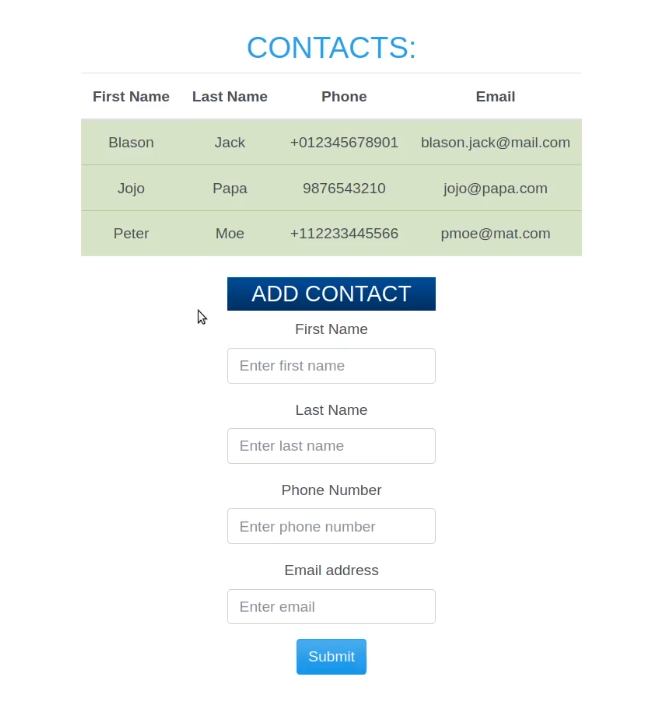 CONTACTS:
First Name Last Name Phone Email
Blason Jack +012345678901 blason.jack@mail.com
Jojo Papa 9876543210 jojo@papa.com
Peter Moe +112233445566 pmoe@mat.com
ADD CONTACT
First Name
Enter first name
Last Name
Enter last name
Phone Number
Enter phone number
Email address
Enter email
Submit